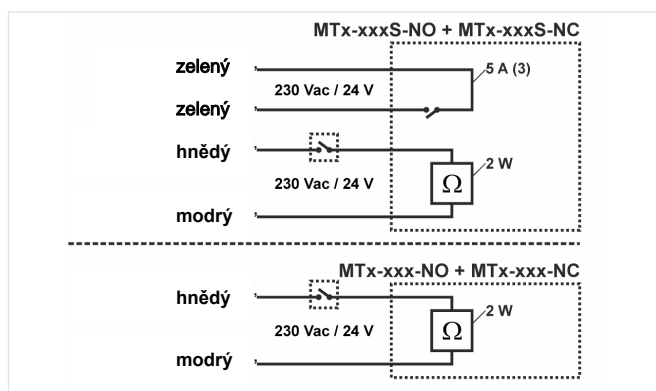 MTx-xxxS-NO + MTx-xxxS-NC
zelený
5 A (3)
230 Vac / 24 V
zelený
hnědý
2 W
230 Vac / 24 V
Ω
modrý
MTx-xxx-NO + MTx-xxx-NC
hnědý
2 W
230 Vac / 24 V
Ω
modrý